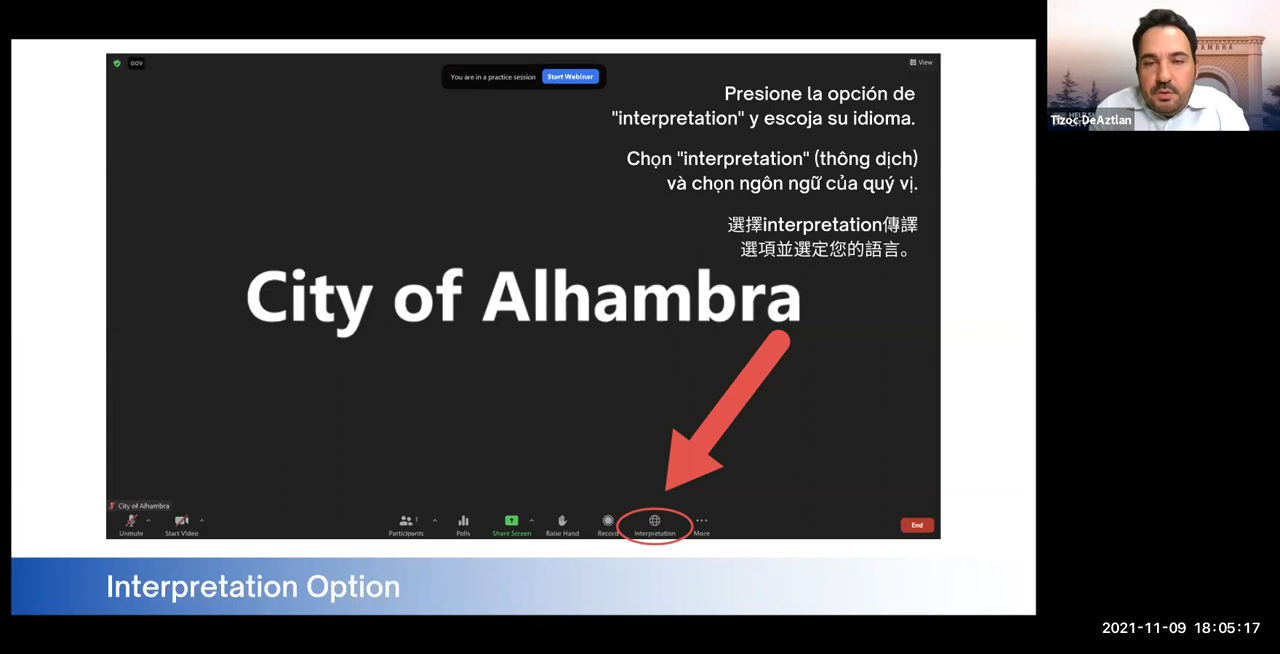 GOV
You are in a practice session
Start Webinar
View
Presione la opción de
"interpretation" y escoja su idioma.
Chọn "interpretation" (thông dịch)
và chọn ngôn ngữ của quý vị.
選擇interpretation傳譯
選項並選定您的語言。
City of Alhambra
City of Alhambra
Unmute
Start Video
Participants
1
Polls
Share Screen
Raise Hand
Record
Interpretation
More
End
Interpretation Option
Tizoc DeAztlan
2021-11-09 18:05:17